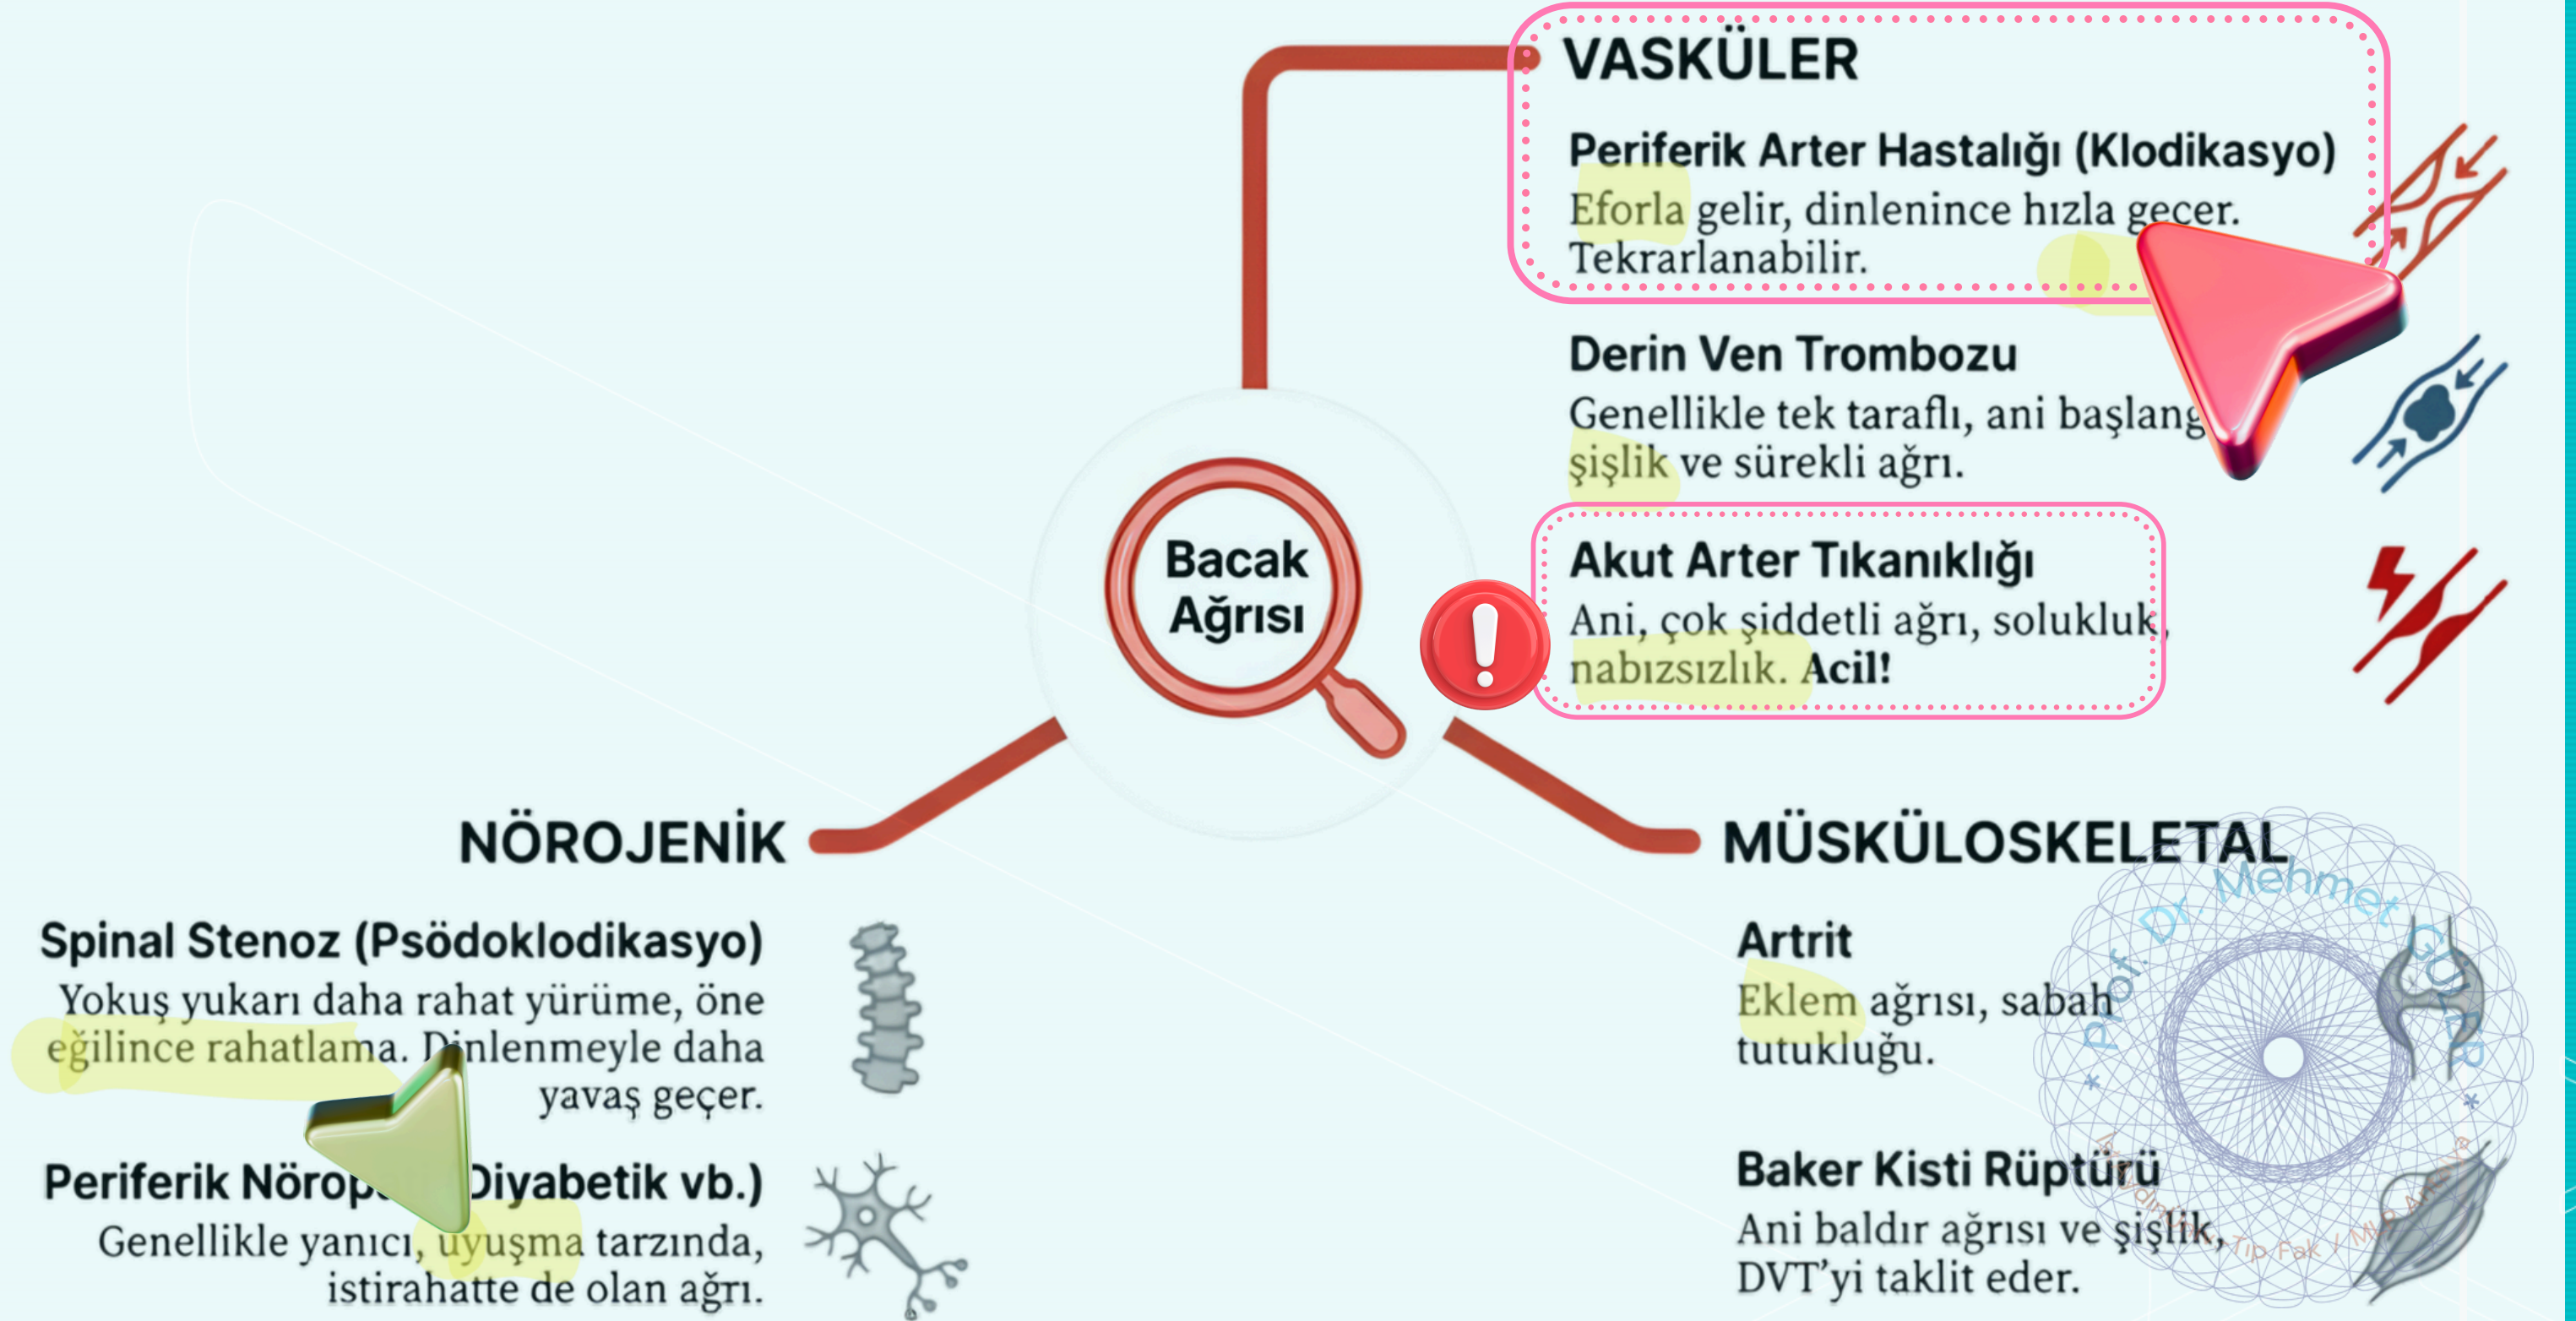 VASKÜLER
Periferik Arter Hastalığı (Klodikasyo)
Eforla gelir, dinlenince hızla geçer.
Tekrarlanabilir.
Derin Ven Trombozu
Genellikle tek taraflı, ani
şişlik ve sürekli ağrı.
Akut Arter Tıkanıklığı
Ani, çok şiddetli ağrı, solukluk,
nabızsızlık. Acil!
Bacak
Ağrısı
NÖROJENİK
Spinal Stenoz (Psödoklodikasyo)
Yokuş yukarı daha rahat yürüme, öne
eğilince rahatlama. Dinlenmeyle daha
yavaş geçer.
Periferik Diyabetik vb.)
Genellikle yanıcı, uyuşma tarzında,
istirahatte de olan ağrı.
MÜSKÜLOSKELETAL
Artrit
Eklem ağrısı, sabah
tutukluğu.
Baker Kisti Rüptürü
Ani baldır ağrısı ve şişlik,
DVT'yi taklit eder.
* Prof. Dr. Mehmet GÜLER *
Tıp Fak /